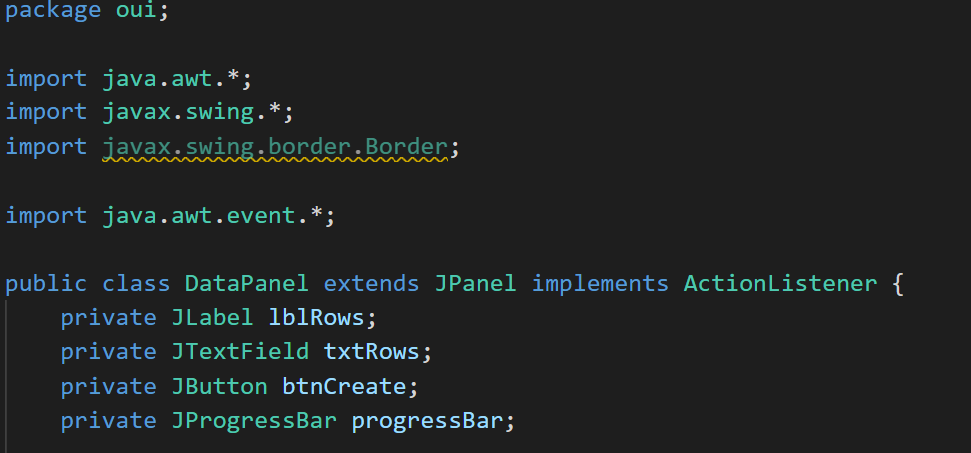 package oui;
import java.awt.*;
import javax.swing.*;
import javax.swing.border.Border;
import java.awt.event.*;
public class DataPanel extends JPanel implements ActionListener {
private JLabel lblRows;
private JTextField txtRows;
private JButton btnCreate;
private JProgressBar progressBar;